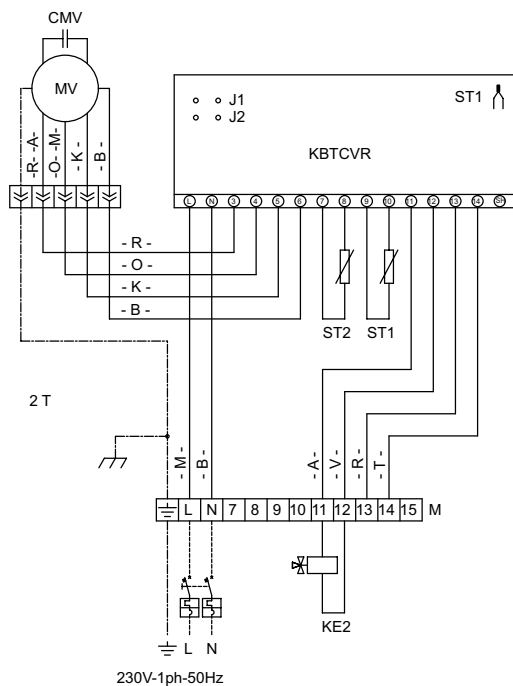 CMV
MV
-R- -A- -O- -M- - K - - B -
J1
J2
ST1
KBTCVR
L N 3 4 5 6 7 8 9 10 11 12 13 14 SH
- R -
- O -
- K -
- B -
ST2 ST1
2 T
- M - - B - - A - - V - - R - - T -
L N 7 8 9 10 11 12 13 14 15 M
KE2
L N
230V-1ph-50Hz